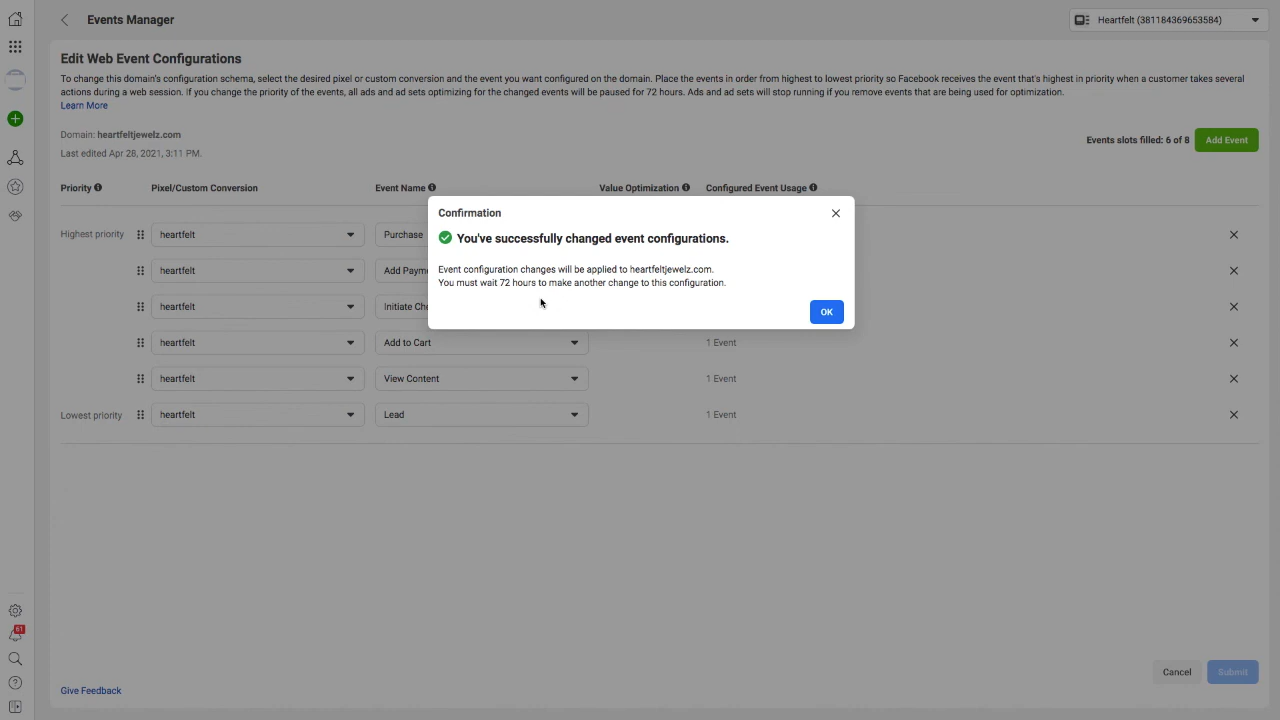 Events Manager
Heartfelt (381184369653584)
Edit Web Event Configurations
To change this domain's configuration schema, select the desired pixel or custom conversion and the event you want configured on the domain. Place the events in order from highest to lowest priority so Facebook receives the event that's highest in priority when a customer takes several
actions during a web session. If you change the priority of the events, all ads and ad sets optimizing for the changed events will be paused for 72 hours. Ads and ad sets will stop running if you remove events that are being used for optimization.
Learn More
Domain: heartfeltjewelz.com
Last edited Apr 28, 2021, 3:11 PM.
Events slots filled: 6 of 8
Add Event
Priority
Pixel/Custom Conversion
Event Name
Value Optimization
Configured Event Usage
Confirmation
You've successfully changed event configurations.
Event configuration changes will be applied to heartfeltjewelz.com.
You must wait 72 hours to make another change to this configuration.
OK
Highest priority
heartfelt
Purchase
heartfelt
Add Payme
heartfelt
Initiate Che
heartfelt
Add to Cart
1 Event
heartfelt
View Content
1 Event
Lowest priority
heartfelt
Lead
1 Event
61
Cancel
Submit
Give Feedback